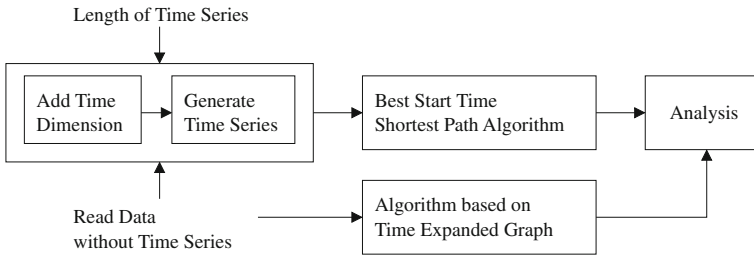 Length of Time Series
Add Time
Dimension
Generate
Time Series
Best Start Time
Shortest Path Algorithm
Analysis
Read Data
without Time Series
Algorithm based on
Time Expanded Graph